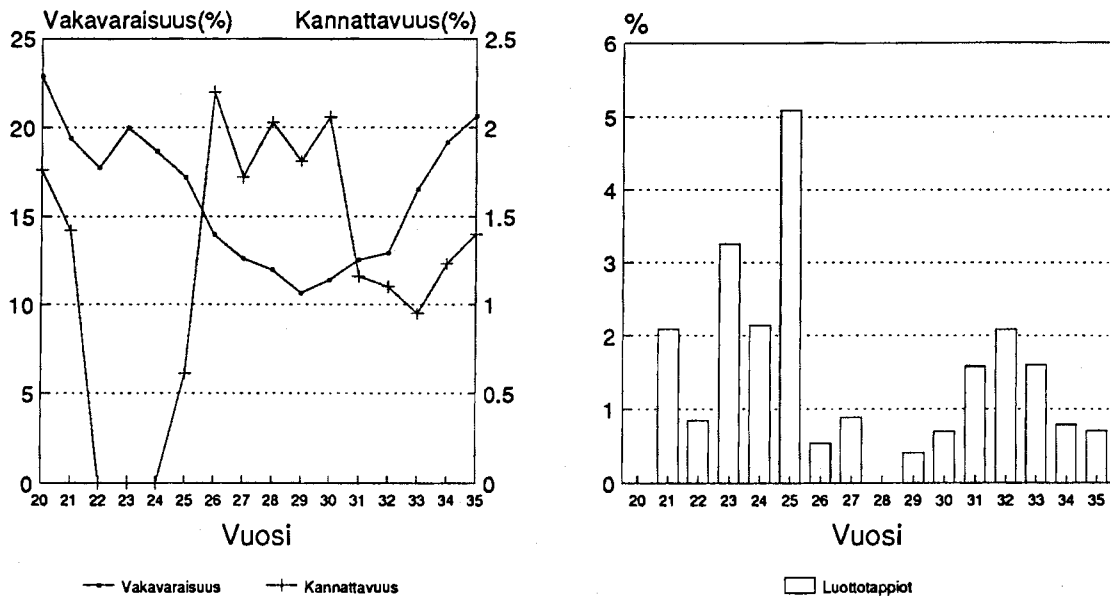 Vakavaraisuus(%) Kannattavuus(%)
25 2.5
20 2
15 1.5
10 1
5 0.5
0 0
20 21 22 23 24 25 26 27 28 29 30 31 32 33 34 35
Vuosi
Vakavaraisuus Kannattavuus
%
6
5
4
3
2
1
0
20 21 22 23 24 25 26 27 28 29 30 31 32 33 34 35
Vuosi
Luottotappiot